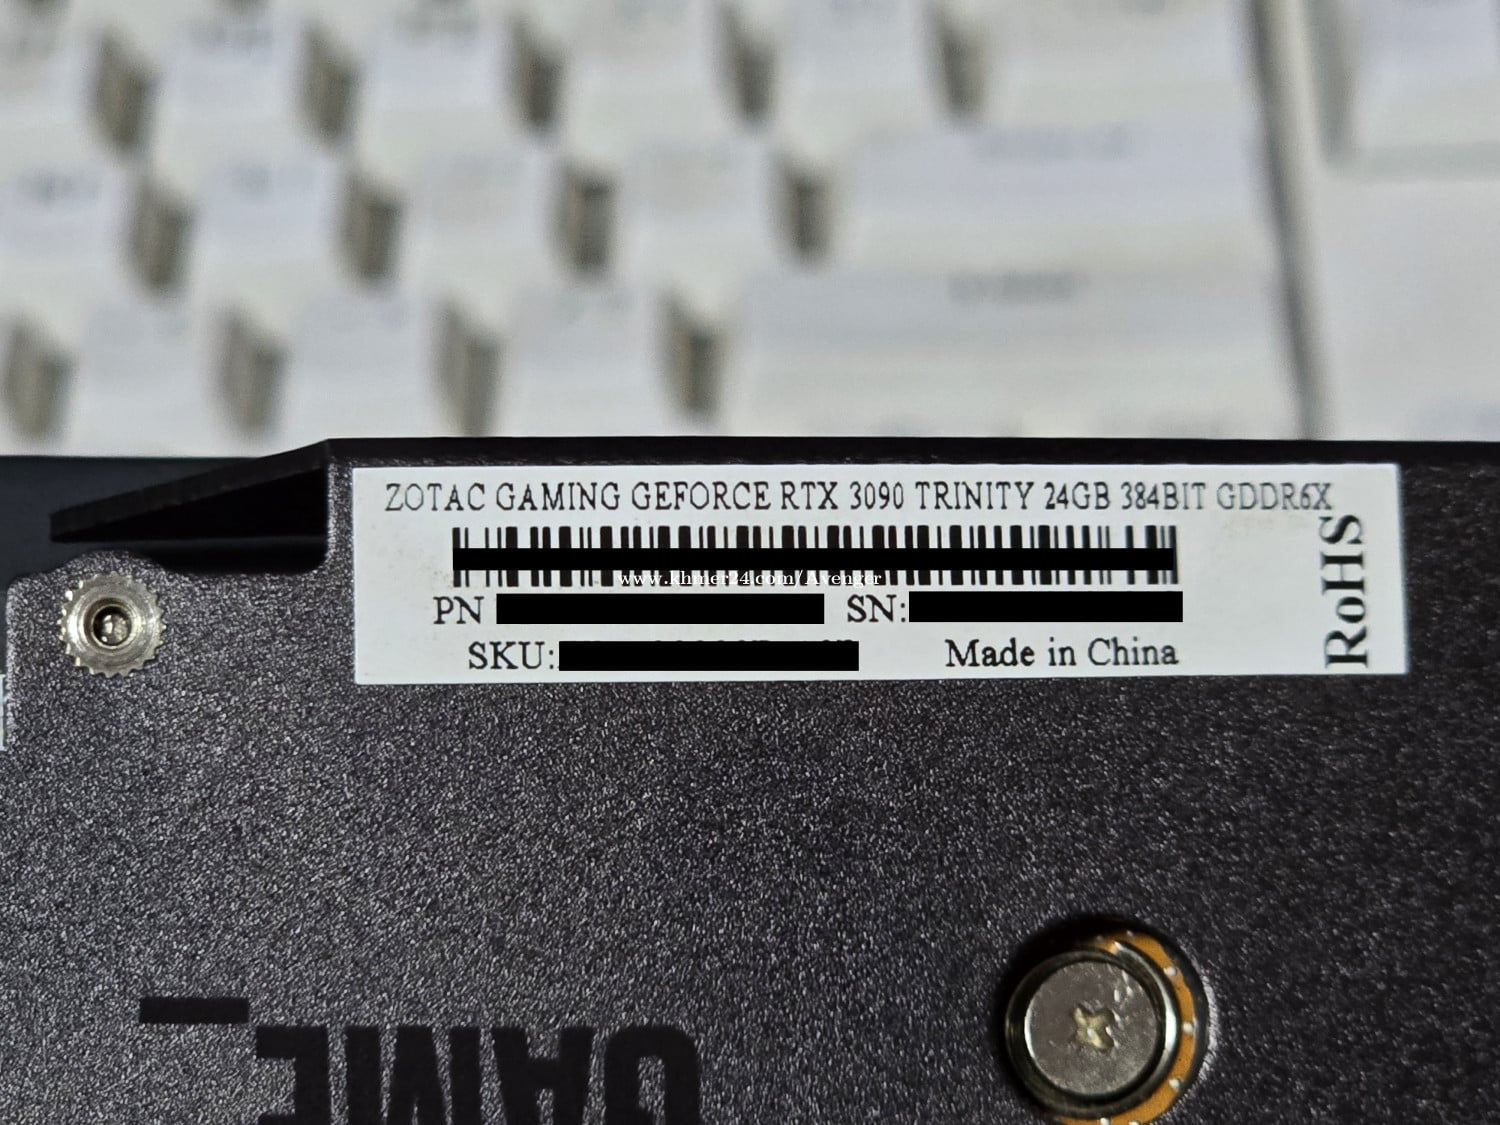 ZOTAC GAMING GEFORCE RTX 3090 TRINITY 24GB 384BIT GDDR6X
www.khmer24.com/Avenger
PN SN:
SKU: Made in China
RoHS
GAME